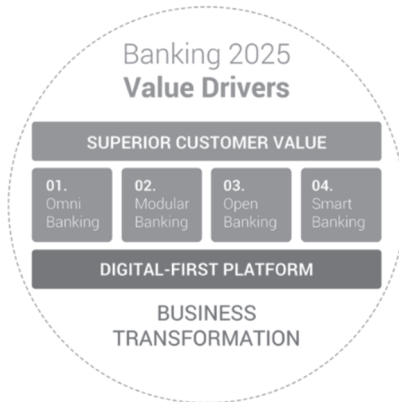 Banking 2025
Value Drivers
SUPERIOR CUSTOMER VALUE
01.
Omni
Banking
02.
Modular
Banking
03.
Open
Banking
04.
Smart
Banking
DIGITAL-FIRST PLATFORM
BUSINESS
TRANSFORMATION